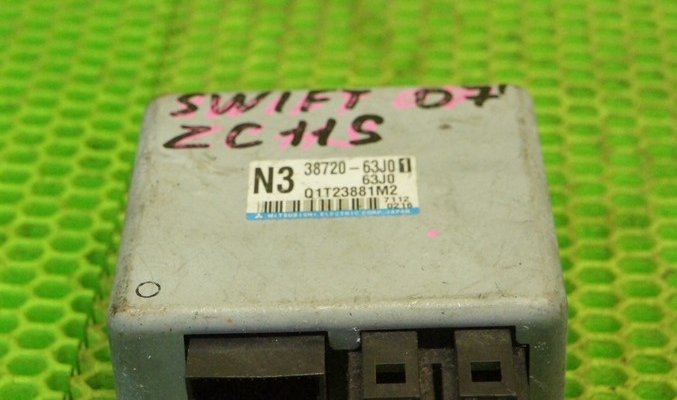 SWIFT 07'
ZC11S
N3 38720-63J01
63J0
Q1T23881M2
7112
0216
MITSUBISHI ELECTRIC CORP. JAPAN